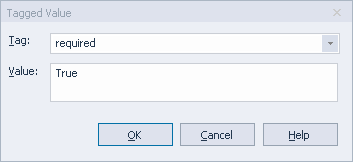 Tagged Value
Tag: required
Value: True
OK Cancel Help